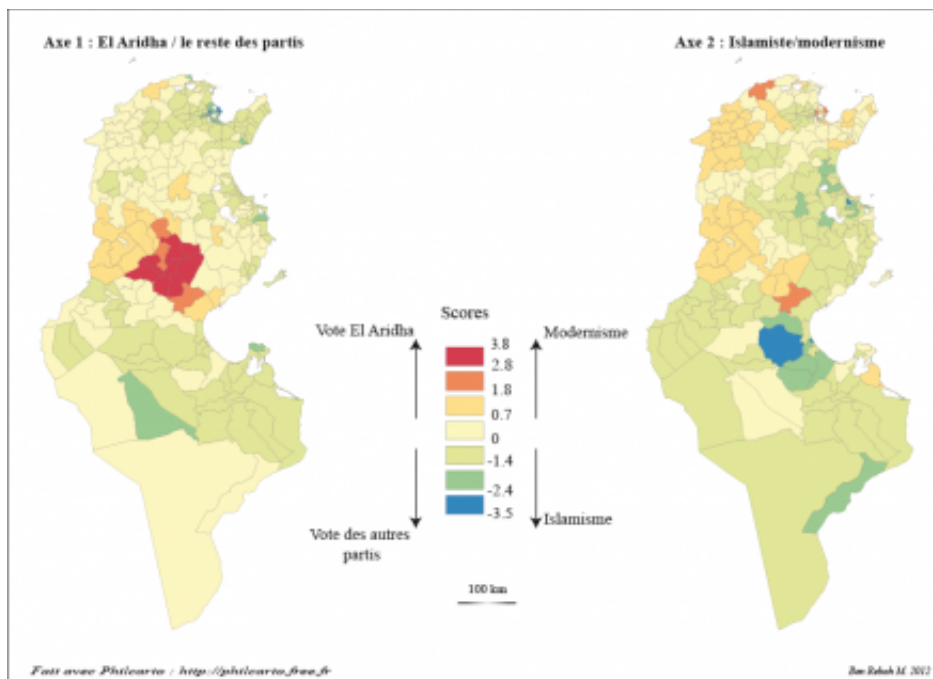 Axe 1 : El Aridha / le reste des partis
Axe 2 : Islamiste/modernisme
Scores
Vote El Aridha
Modernisme
3.8
2.8
1.8
0.7
0
-1.4
-2.4
-3.5
Vote des autres
partis
Islamisme
100 km
Fait avec Philcarto : http://philcarto.free.fr
Ben Rebah M. 2012